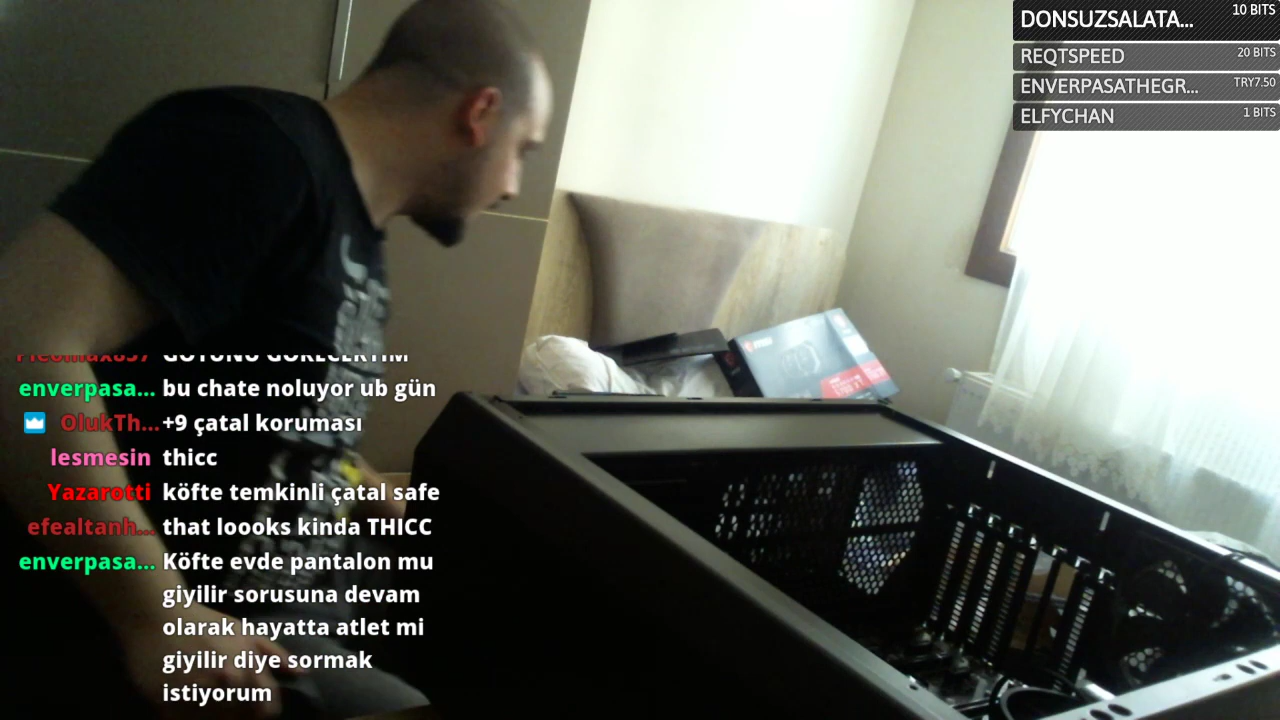 DONSUZSALATA...
10 BITS
REQTSPEED
20 BITS
ENVERPASATHEGR...
TRY7.50
ELFYCHAN
1 BITS
GÖTÜNÜ GÖRECEKTİM
enverpasa... bu chate noluyor ub gün
OlukTh... +9 çatal koruması
lesmesin thicc
Yazarotti köfte temkinli çatal safe
efealtanh... that loooks kinda THICC
enverpasa... Köfte evde pantalon mu
giyilir sorusuna devam
olarak hayatta atlet mi
giyilir diye sormak
istiyorum